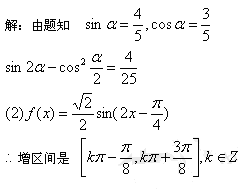 解：由题知 sin α = 4/5, cos α = 3/5
sin 2α − cos² α/2 = 4/25
(2) f(x) = √2/2 sin(2x − π/4)
∴ 增区间是 [kπ − π/8, kπ + 3π/8], k ∈ Z